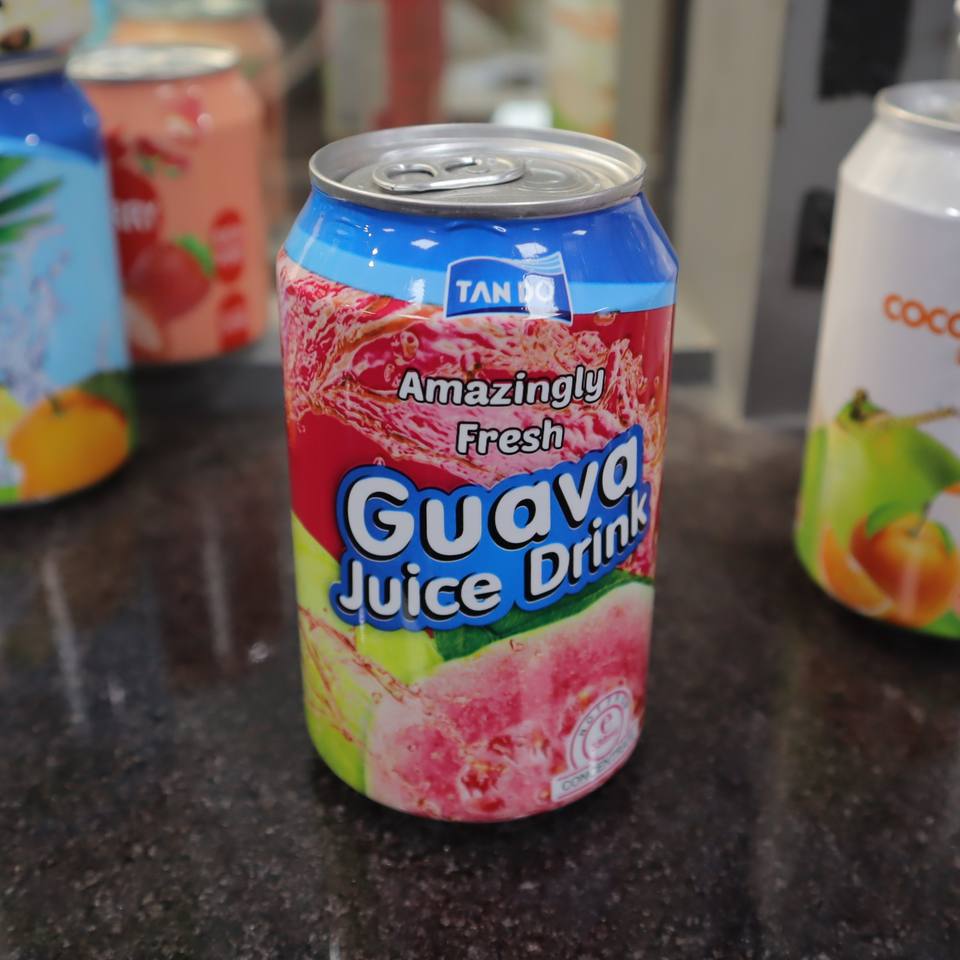 TAN DO
Amazingly
Fresh
Guava
Juice Drink